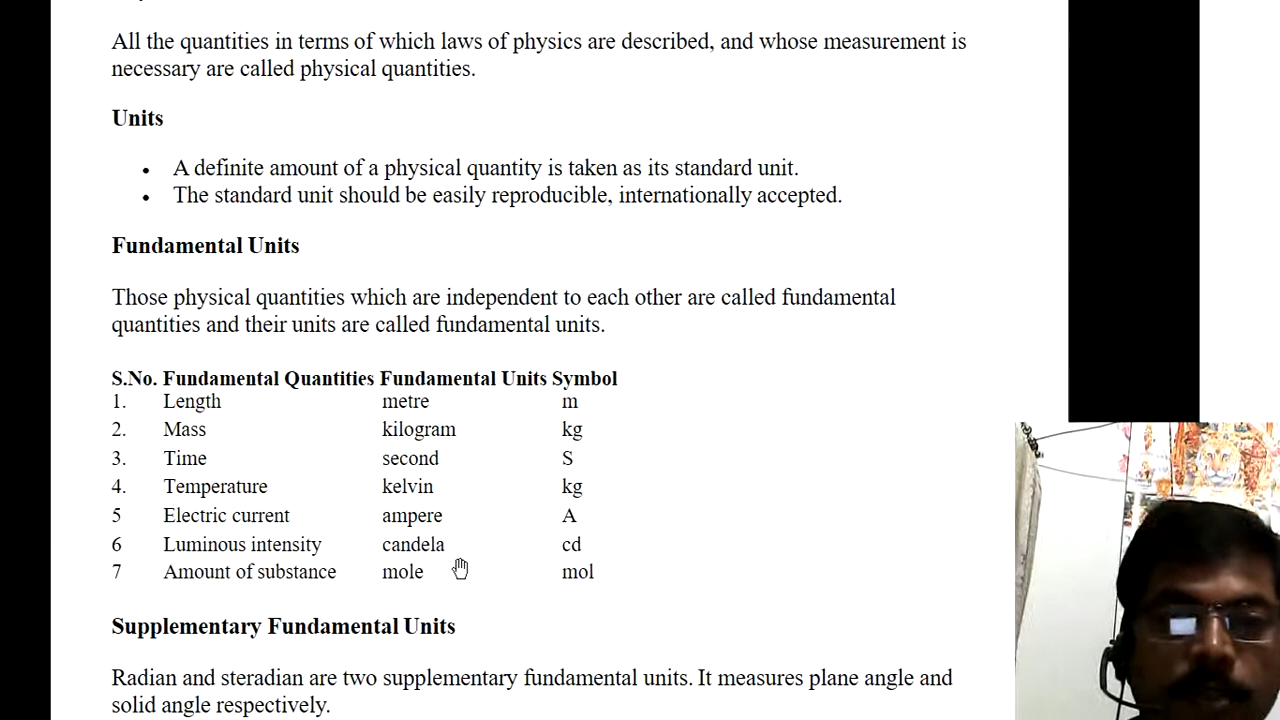 All the quantities in terms of which laws of physics are described, and whose measurement is
necessary are called physical quantities.
Units
• A definite amount of a physical quantity is taken as its standard unit.
• The standard unit should be easily reproducible, internationally accepted.
Fundamental Units
Those physical quantities which are independent to each other are called fundamental
quantities and their units are called fundamental units.
S.No. Fundamental Quantities Fundamental Units Symbol
1. Length metre m
2. Mass kilogram kg
3. Time second S
4. Temperature kelvin kg
5 Electric current ampere A
6 Luminous intensity candela cd
7 Amount of substance mole mol
Supplementary Fundamental Units
Radian and steradian are two supplementary fundamental units. It measures plane angle and
solid angle respectively.